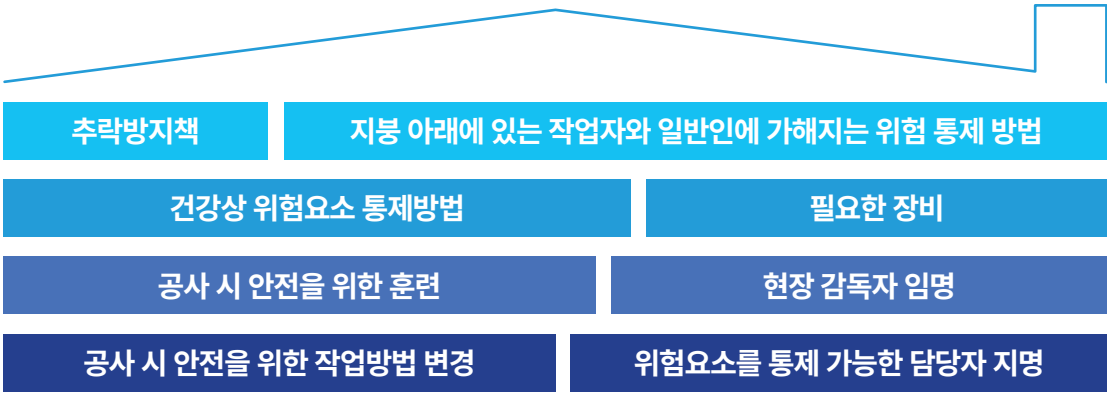 추락방지책
지붕 아래에 있는 작업자와 일반인에 가해지는 위험 통제 방법
건강상 위험요소 통제방법
필요한 장비
공사 시 안전을 위한 훈련
현장 감독자 임명
공사 시 안전을 위한 작업방법 변경
위험요소를 통제 가능한 담당자 지명